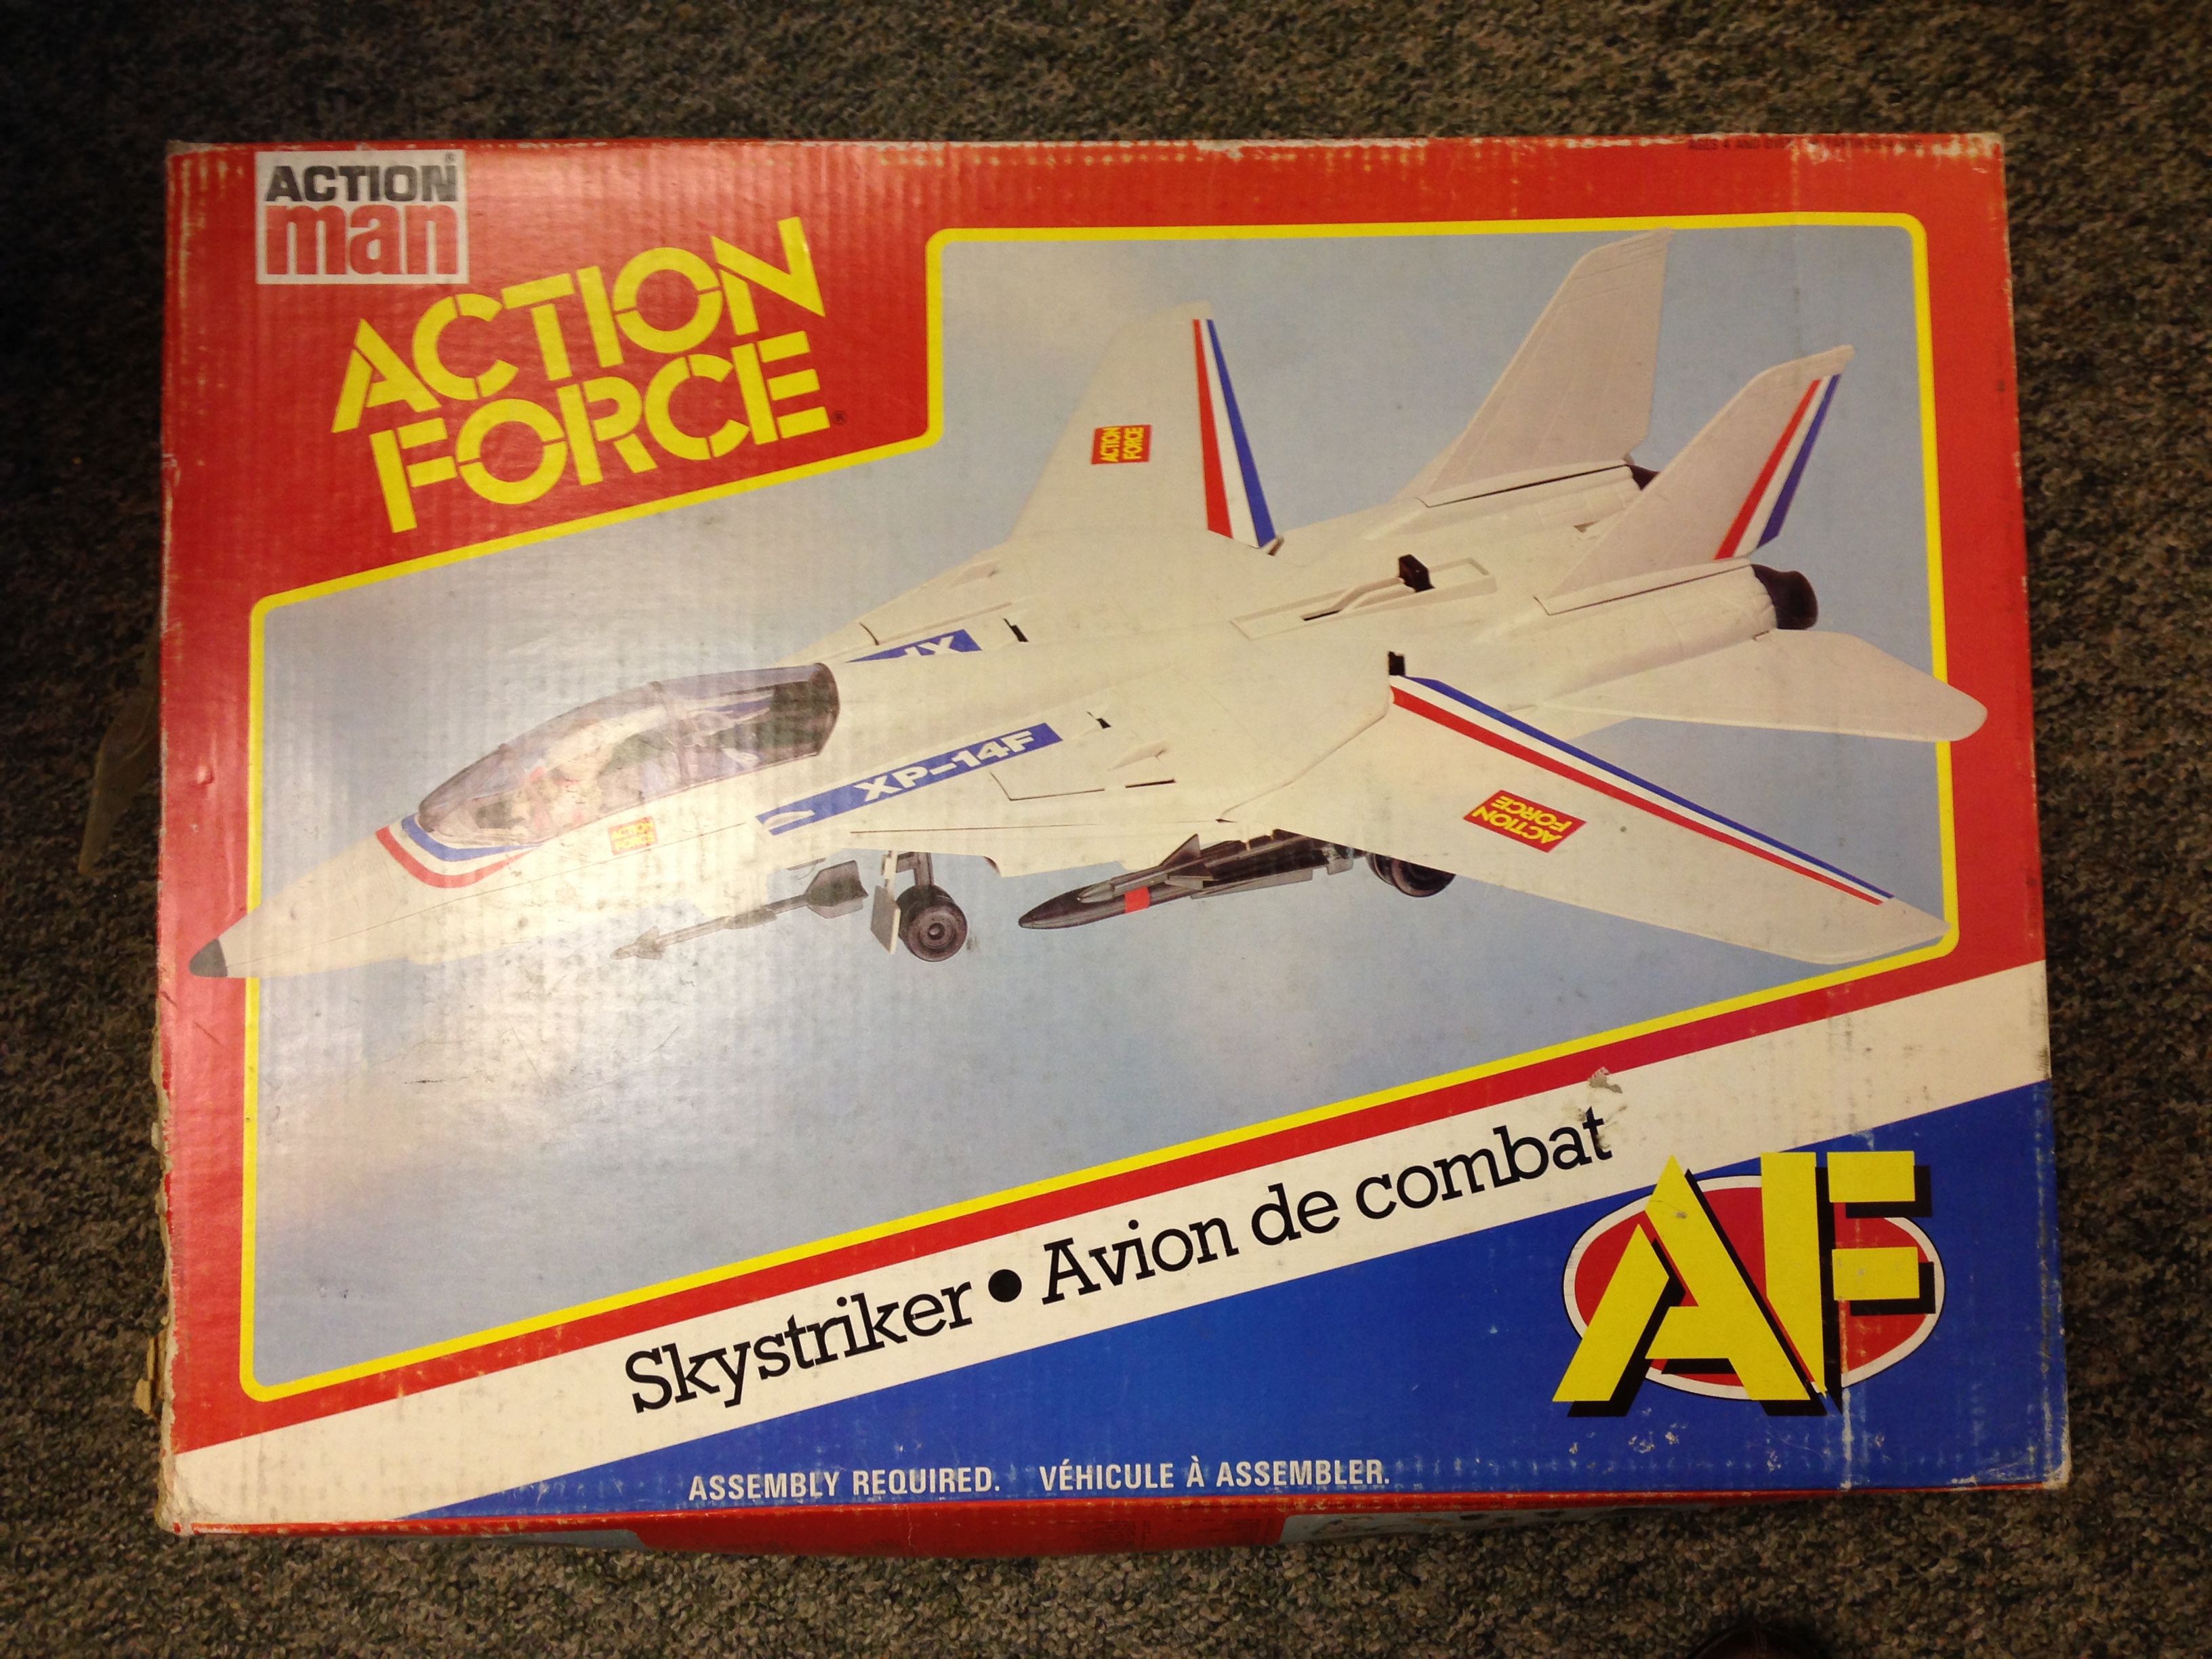 ACTION
man
ACTION
FORCE
ACTION
FORCE
XP-14F
ACTION
FORCE
ACTION
FORCE
Skystriker • Avion de combat
AF
ASSEMBLY REQUIRED. VÉHICULE À ASSEMBLER.